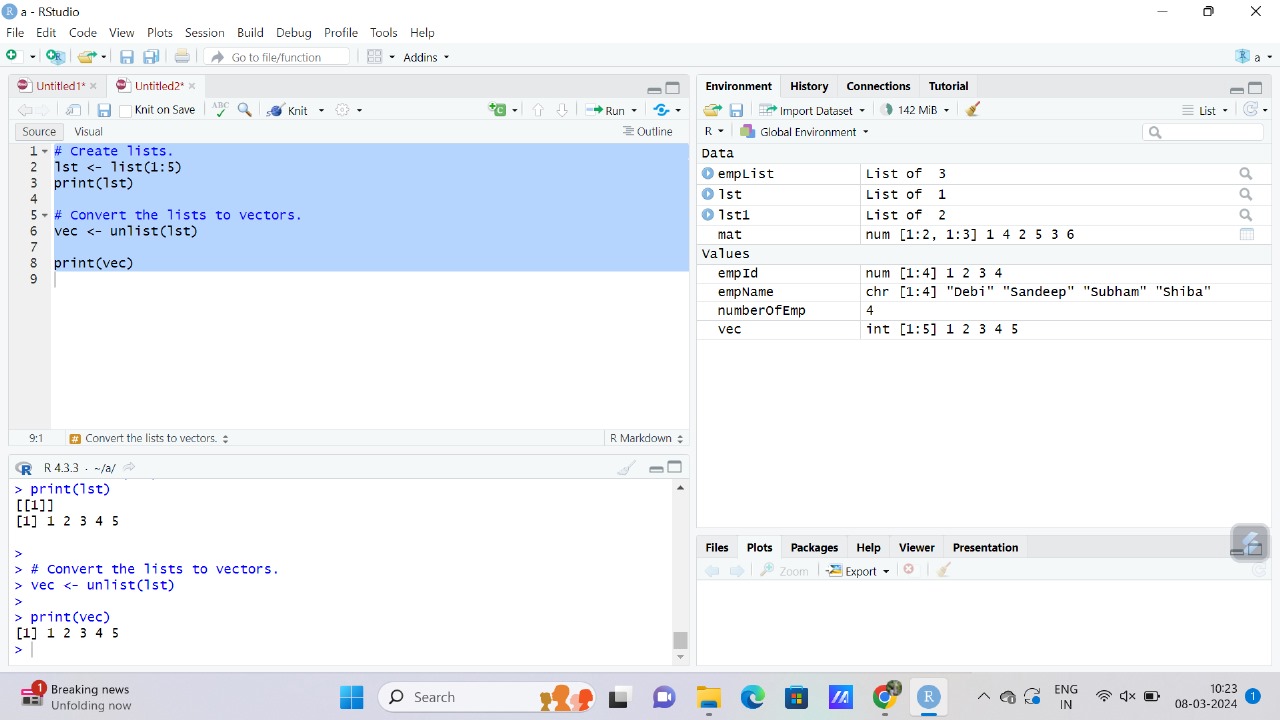 a - RStudio
File Edit Code View Plots Session Build Debug Profile Tools Help
Go to file/function Addins a
Untitled1* Untitled2*
Knit on Save ABC Knit Run
Source Visual Outline
1 # Create lists.
2 lst <- list(1:5)
3 print(lst)
4
5 # Convert the lists to vectors.
6 vec <- unlist(lst)
7
8 print(vec)
9
9:1 # Convert the lists to vectors. R Markdown
R 4.3.3 · ~/a/
> print(lst)
[[1]]
[1] 1 2 3 4 5
>
> # Convert the lists to vectors.
> vec <- unlist(lst)
>
> print(vec)
[1] 1 2 3 4 5
>
Environment History Connections Tutorial
Import Dataset 142 MiB List
R Global Environment
Data
empList List of 3
lst List of 1
lst1 List of 2
mat num [1:2, 1:3] 1 4 2 5 3 6
Values
empId num [1:4] 1 2 3 4
empName chr [1:4] "Debi" "Sandeep" "Subham" "Shiba"
numberOfEmp 4
vec int [1:5] 1 2 3 4 5
Files Plots Packages Help Viewer Presentation
Zoom Export
1 Breaking news
Unfolding now
Search
ENG
IN
10:23
08-03-2024
1